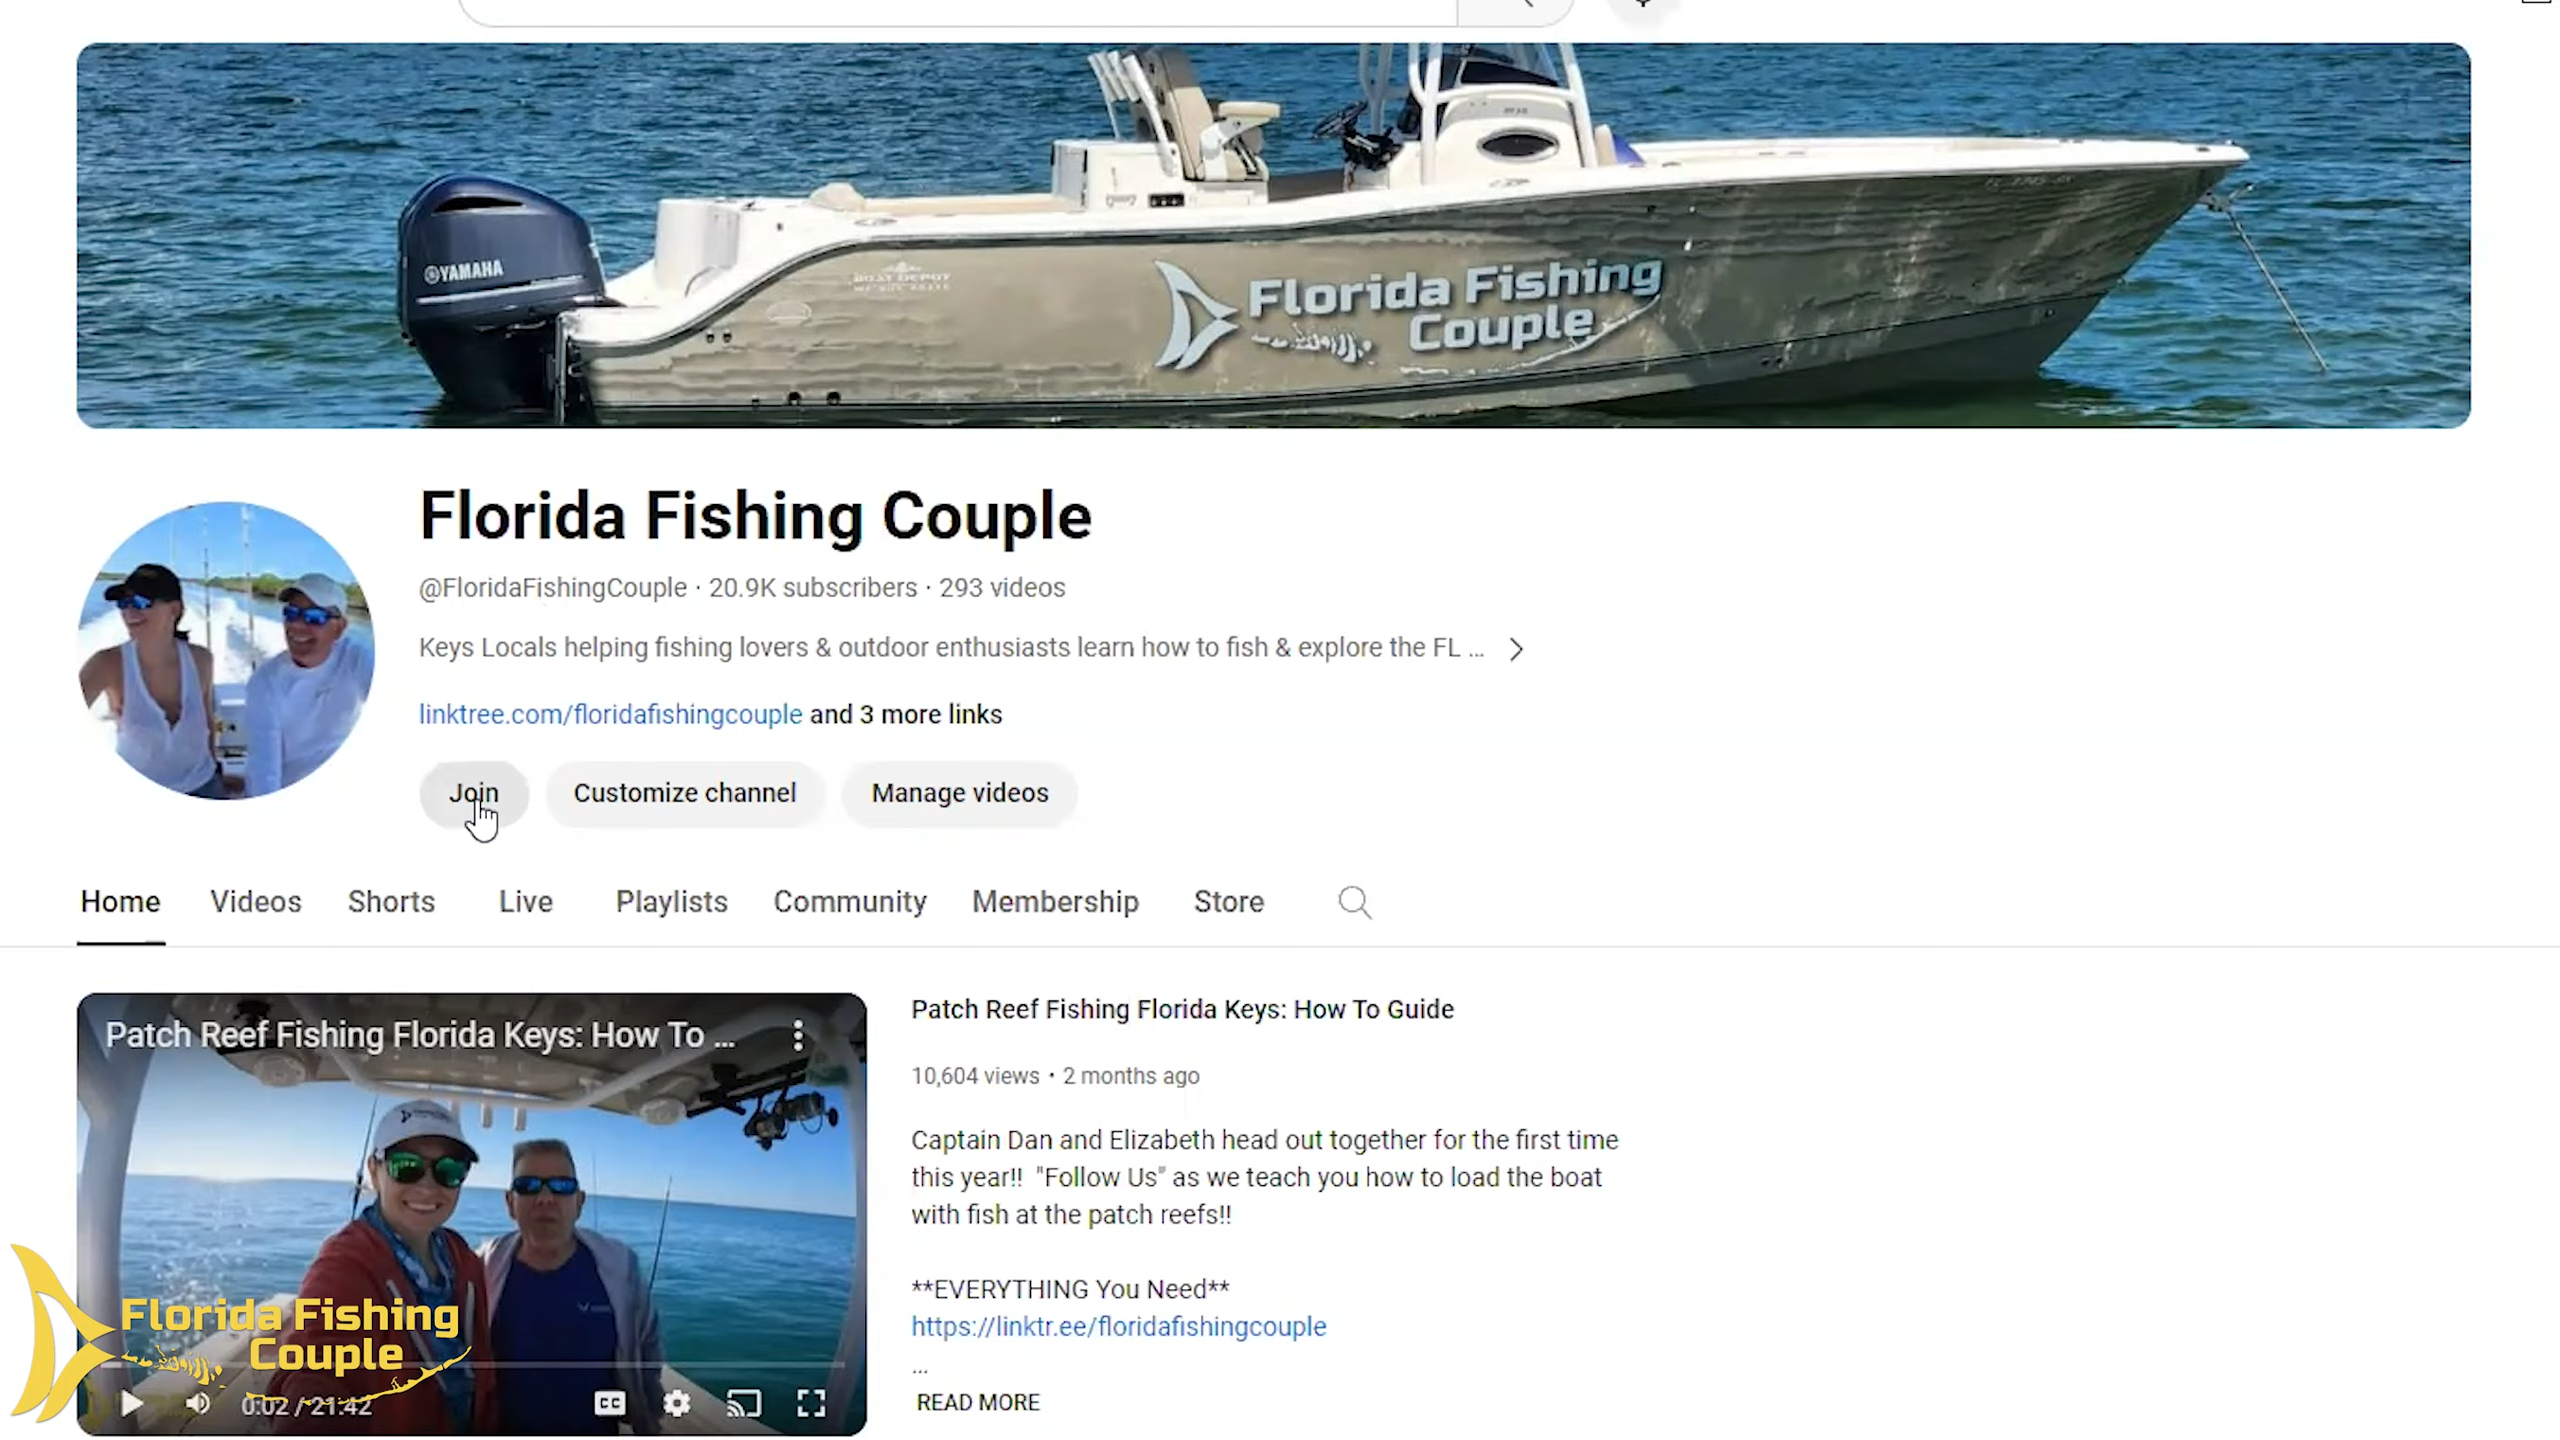 YAMAHA
BOAT DEPOT
Florida Fishing
Couple
Florida Fishing Couple
@FloridaFishingCouple · 20.9K subscribers · 293 videos
Keys Locals helping fishing lovers & outdoor enthusiasts learn how to fish & explore the FL ...
linktree.com/floridafishingcouple and 3 more links
Join Customize channel Manage videos
Home Videos Shorts Live Playlists Community Membership Store
Patch Reef Fishing Florida Keys: How To ...
Patch Reef Fishing Florida Keys: How To Guide
10,604 views • 2 months ago
Captain Dan and Elizabeth head out together for the first time
this year!! "Follow Us" as we teach you how to load the boat
with fish at the patch reefs!!
**EVERYTHING You Need**
https://linktr.ee/floridafishingcouple
...
READ MORE
Florida Fishing
Couple
0:02 / 21:42
CC